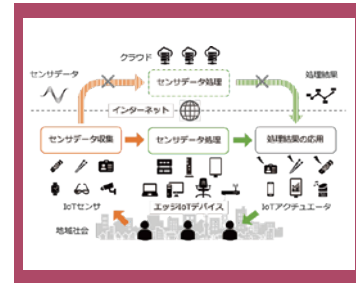 クラウド
センサデータ
センサデータ処理
処理結果
インターネット
センサデータ収集
センサデータ処理
処理結果の応用
IoTセンサ
エッジIoTデバイス
IoTアクチュエータ
地域社会